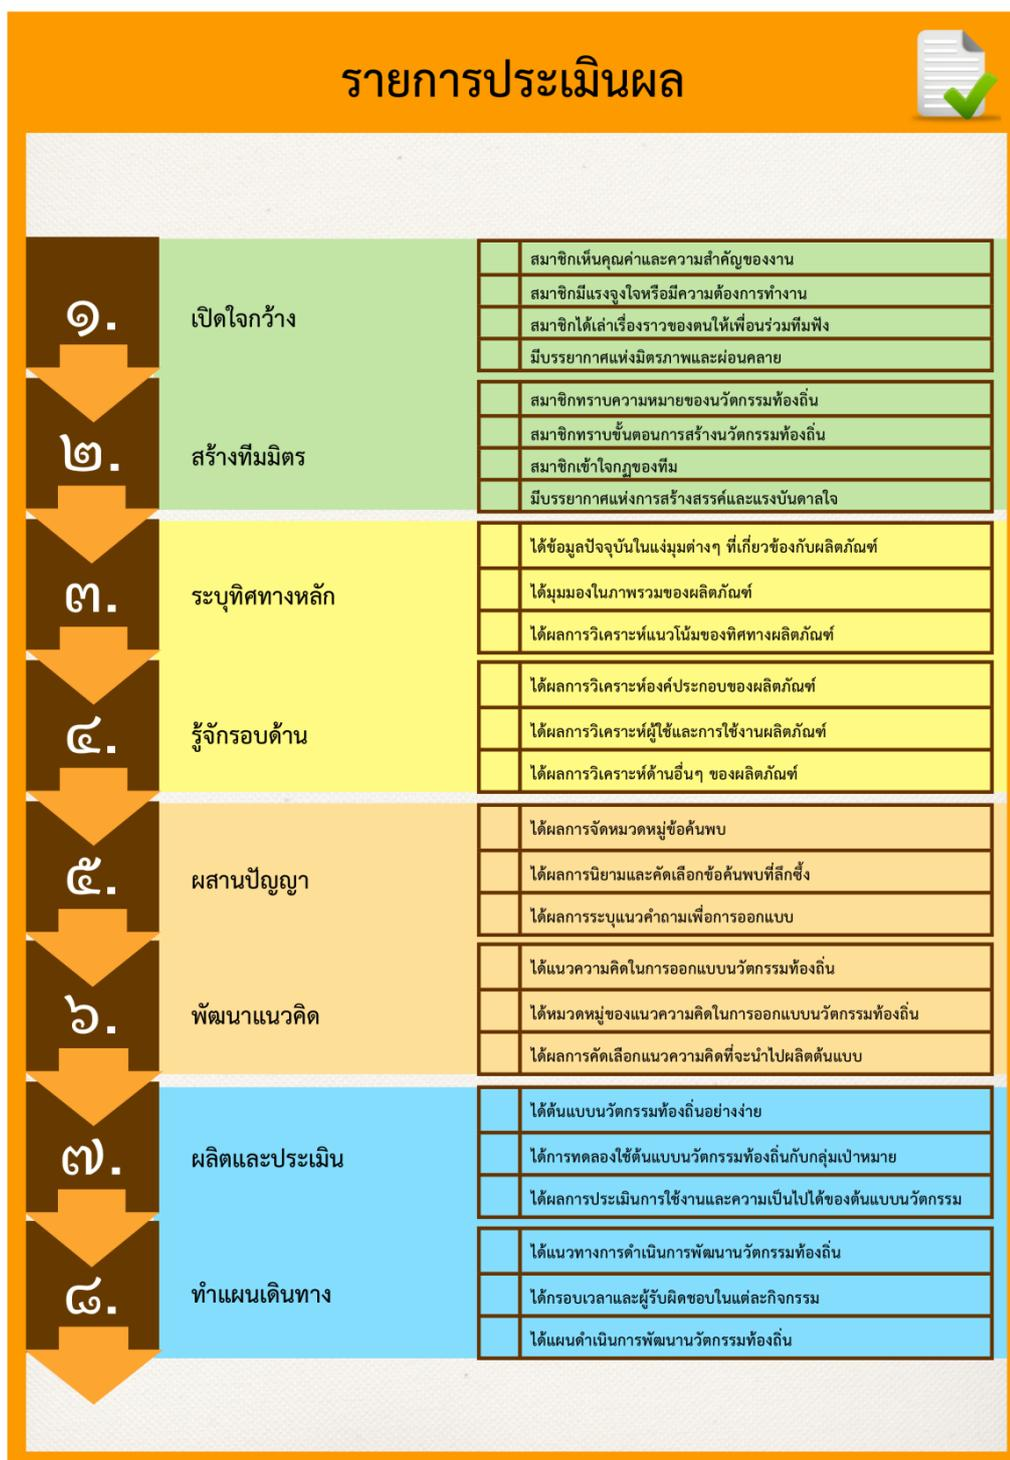 รายการประเมินผล
๑.
เปิดใจกว้าง
สมาชิกเห็นคุณค่าและความสำคัญของงาน
สมาชิกมีแรงจูงใจหรือมีความต้องการทำงาน
สมาชิกได้เล่าเรื่องราวของตนให้เพื่อนร่วมทีมฟัง
มีบรรยากาศแห่งมิตรภาพและผ่อนคลาย
๒.
สร้างทีมมิตร
สมาชิกทราบความหมายของนวัตกรรมท้องถิ่น
สมาชิกทราบขั้นตอนการสร้างนวัตกรรมท้องถิ่น
สมาชิกเข้าใจกฏของทีม
มีบรรยากาศแห่งการสร้างสรรค์และแรงบันดาลใจ
๓.
ระบุทิศทางหลัก
ได้ข้อมูลปัจจุบันในแง่มุมต่างๆ ที่เกี่ยวข้องกับผลิตภัณฑ์
ได้มุมมองในภาพรวมของผลิตภัณฑ์
ได้ผลการวิเคราะห์แนวโน้มของทิศทางผลิตภัณฑ์
๔.
รู้จักรอบด้าน
ได้ผลการวิเคราะห์องค์ประกอบของผลิตภัณฑ์
ได้ผลการวิเคราะห์ผู้ใช้และการใช้งานผลิตภัณฑ์
ได้ผลการวิเคราะห์ด้านอื่นๆ ของผลิตภัณฑ์
๕.
ผสานปัญญา
ได้ผลการจัดหมวดหมู่ข้อค้นพบ
ได้ผลการนิยามและคัดเลือกข้อค้นพบที่ลึกซึ้ง
ได้ผลการระบุแนวคำถามเพื่อการออกแบบ
๖.
พัฒนาแนวคิด
ได้แนวความคิดในการออกแบบนวัตกรรมท้องถิ่น
ได้หมวดหมู่ของแนวความคิดในการออกแบบนวัตกรรมท้องถิ่น
ได้ผลการคัดเลือกแนวความคิดที่จะนำไปผลิตต้นแบบ
๗.
ผลิตและประเมิน
ได้ต้นแบบนวัตกรรมท้องถิ่นอย่างง่าย
ได้การทดลองใช้ต้นแบบนวัตกรรมท้องถิ่นกับกลุ่มเป่าหมาย
ได้ผลการประเมินการใช้งานและความเป็นไปได้ของต้นแบบนวัตกรรม
๘.
ทำแผนเดินทาง
ได้แนวทางการดำเนินการพัฒนานวัตกรรมท้องถิ่น
ได้กรอบเวลาและผู้รับผิดชอบในแต่ละกิจกรรม
ได้แผนดำเนินการพัฒนานวัตกรรมท้องถิ่น